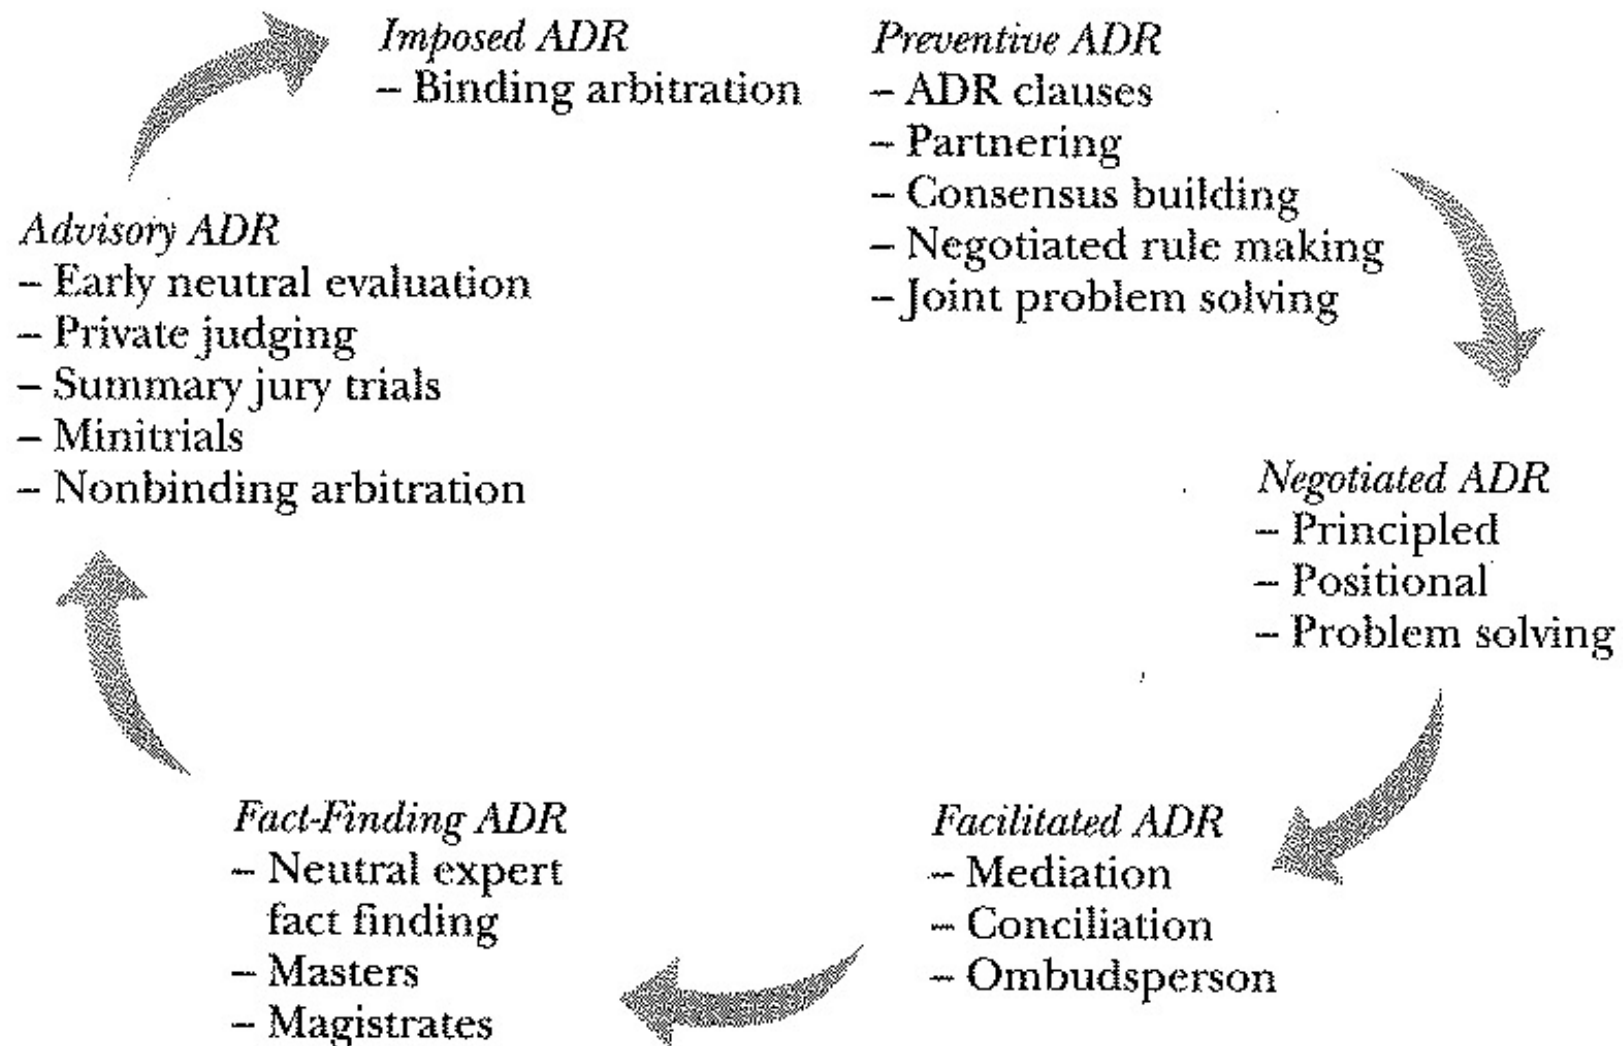 Imposed ADR
– Binding arbitration
Preventive ADR
– ADR clauses
– Partnering
– Consensus building
– Negotiated rule making
– Joint problem solving
Negotiated ADR
– Principled
– Positional
– Problem solving
Facilitated ADR
– Mediation
– Conciliation
– Ombudsperson
Fact-Finding ADR
– Neutral expert
fact finding
– Masters
– Magistrates
Advisory ADR
– Early neutral evaluation
– Private judging
– Summary jury trials
– Minitrials
– Nonbinding arbitration